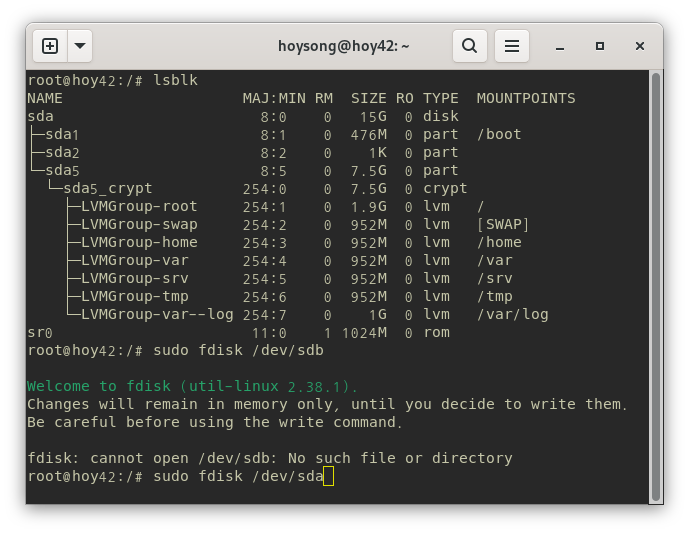 hoysong@hoy42: ~
root@hoy42:/# lsblk
NAME                    MAJ:MIN RM  SIZE RO TYPE  MOUNTPOINTS
sda                       8:0    0   15G  0 disk
├─sda1                    8:1    0  476M  0 part  /boot
├─sda2                    8:2    0    1K  0 part
└─sda5                    8:5    0  7.5G  0 part
  └─sda5_crypt          254:0    0  7.5G  0 crypt
    ├─LVMGroup-root     254:1    0  1.9G  0 lvm   /
    ├─LVMGroup-swap     254:2    0  952M  0 lvm   [SWAP]
    ├─LVMGroup-home     254:3    0  952M  0 lvm   /home
    ├─LVMGroup-var      254:4    0  952M  0 lvm   /var
    ├─LVMGroup-srv      254:5    0  952M  0 lvm   /srv
    ├─LVMGroup-tmp      254:6    0  952M  0 lvm   /tmp
    └─LVMGroup-var--log 254:7    0    1G  0 lvm   /var/log
sr0                      11:0    1 1024M  0 rom
root@hoy42:/# sudo fdisk /dev/sdb

Welcome to fdisk (util-linux 2.38.1).
Changes will remain in memory only, until you decide to write them.
Be careful before using the write command.

fdisk: cannot open /dev/sdb: No such file or directory
root@hoy42:/# sudo fdisk /dev/sda